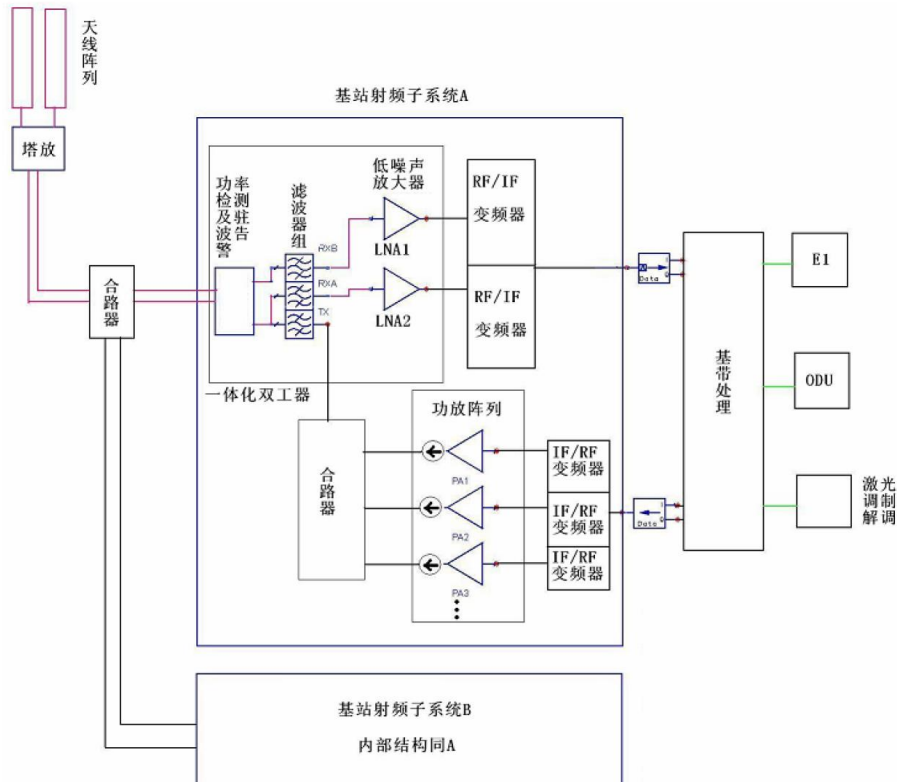 天线阵列
塔放
合路器
基站射频子系统A
功率
检测
及驻
波告
警
滤波器组
低噪声
放大器
RXB
RXA
TX
LNA1
LNA2
一体化双工器
RF/IF
变频器
RF/IF
变频器
Data
I
Q
基带处理
E1
ODU
激光
调制
解调
合路器
功放阵列
PA1
PA2
PA3
IF/RF
变频器
IF/RF
变频器
IF/RF
变频器
Data
I
Q
基站射频子系统B
内部结构同A